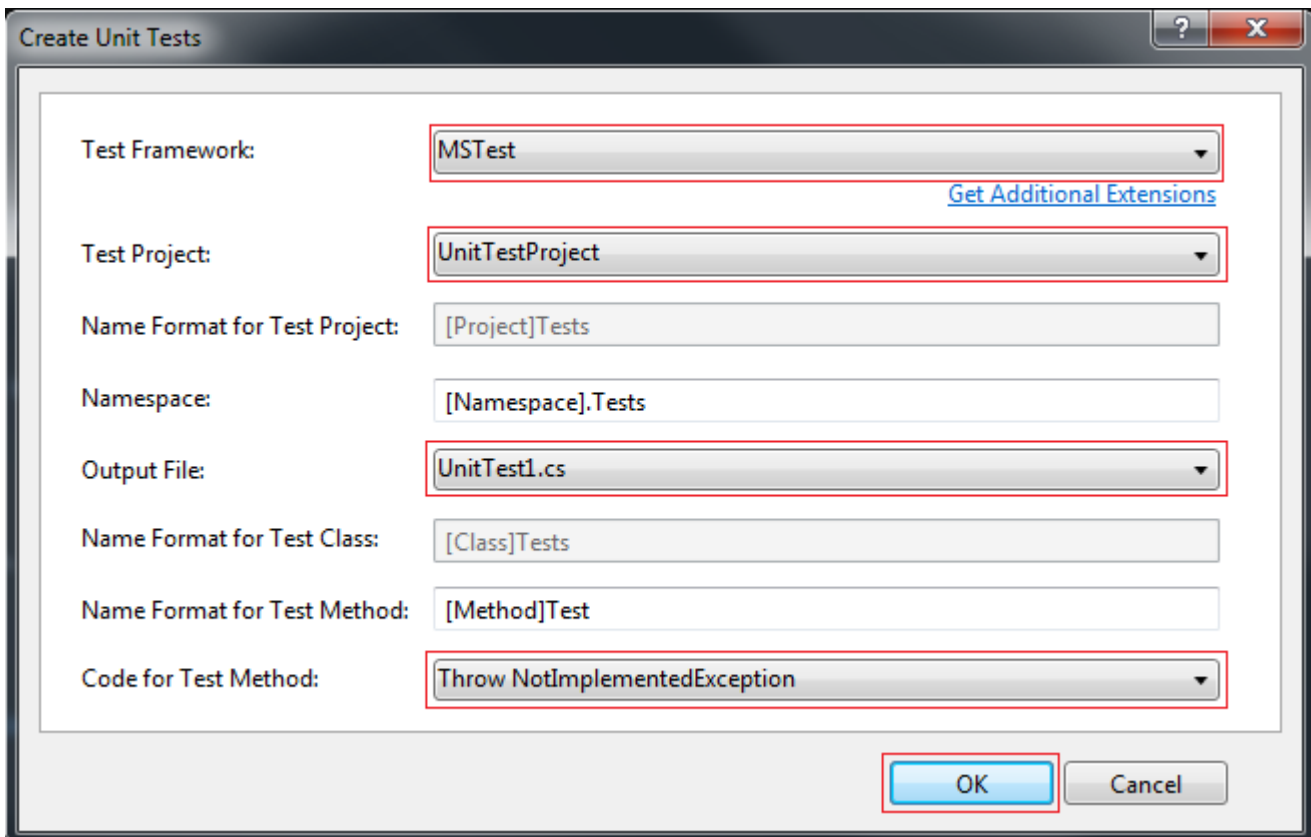 Create Unit Tests
?
Test Framework:
MSTest
Get Additional Extensions
Test Project:
UnitTestProject
Name Format for Test Project:
[Project]Tests
Namespace:
[Namespace].Tests
Output File:
UnitTest1.cs
Name Format for Test Class:
[Class]Tests
Name Format for Test Method:
[Method]Test
Code for Test Method:
Throw NotImplementedException
OK
Cancel